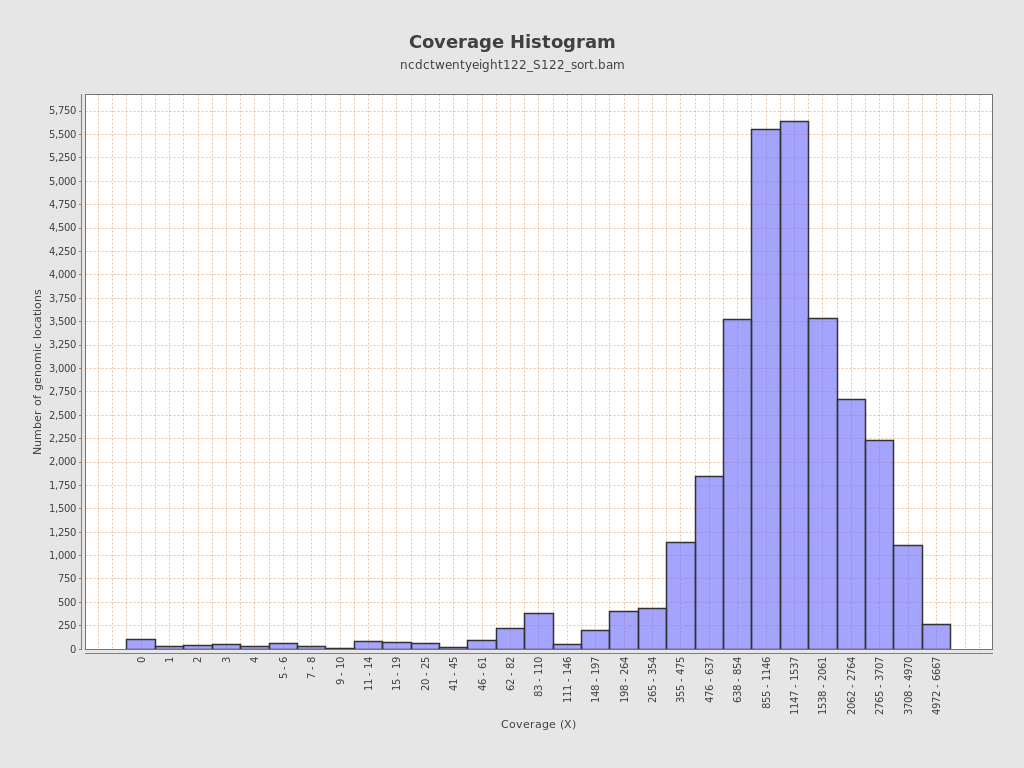 Coverage Histogram
ncdctwentyeight122_S122_sort.bam
Number of genomic locations
5,750
5,500
5,250
5,000
4,750
4,500
4,250
4,000
3,750
3,500
3,250
3,000
2,750
2,500
2,250
2,000
1,750
1,500
1,250
1,000
750
500
250
0
0
1
2
3
4
5 - 6
7 - 8
9 - 10
11 - 14
15 - 19
20 - 25
41 - 45
46 - 61
62 - 82
83 - 110
111 - 146
148 - 197
198 - 264
265 - 354
355 - 475
476 - 637
638 - 854
855 - 1146
1147 - 1537
1538 - 2061
2062 - 2764
2765 - 3707
3708 - 4970
4972 - 6667
Coverage (X)